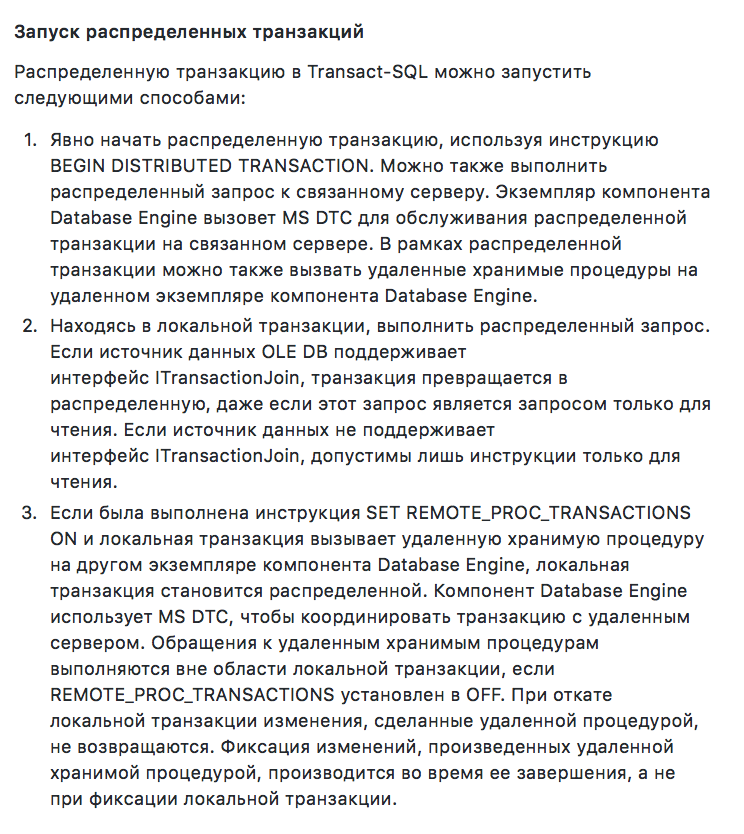 Запуск распределенных транзакций
Распределенную транзакцию в Transact-SQL можно запустить
следующими способами:
1. Явно начать распределенную транзакцию, используя инструкцию
BEGIN DISTRIBUTED TRANSACTION. Можно также выполнить
распределенный запрос к связанному серверу. Экземпляр компонента
Database Engine вызовет MS DTC для обслуживания распределенной
транзакции на связанном сервере. В рамках распределенной
транзакции можно также вызвать удаленные хранимые процедуры на
удаленном экземпляре компонента Database Engine.
2. Находясь в локальной транзакции, выполнить распределенный запрос.
Если источник данных OLE DB поддерживает
интерфейс ITransactionJoin, транзакция превращается в
распределенную, даже если этот запрос является запросом только для
чтения. Если источник данных не поддерживает
интерфейс ITransactionJoin, допустимы лишь инструкции только для
чтения.
3. Если была выполнена инструкция SET REMOTE_PROC_TRANSACTIONS
ON и локальная транзакция вызывает удаленную хранимую процедуру
на другом экземпляре компонента Database Engine, локальная
транзакция становится распределенной. Компонент Database Engine
использует MS DTC, чтобы координировать транзакцию с удаленным
сервером. Обращения к удаленным хранимым процедурам
выполняются вне области локальной транзакции, если
REMOTE_PROC_TRANSACTIONS установлен в OFF. При откате
локальной транзакции изменения, сделанные удаленной процедурой,
не возвращаются. Фиксация изменений, произведенных удаленной
хранимой процедурой, производится во время ее завершения, а не
при фиксации локальной транзакции.